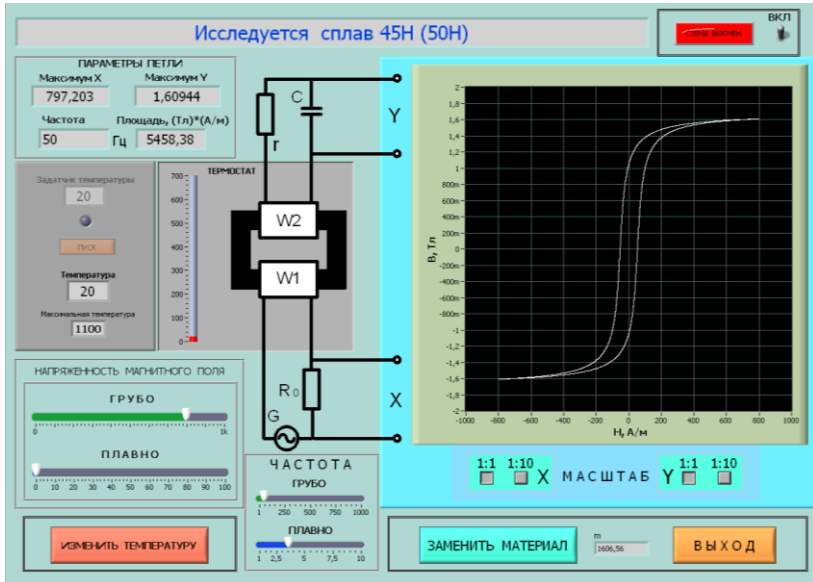 Исследуется сплав 45Н (50Н)
ВКЛ
СТЕНД ВКЛЮЧЕН
ПАРАМЕТРЫ ПЕТЛИ
Максимум X Максимум Y
797,203 1,60944
Частота Площадь, (Тл)*(А/м)
50 Гц 5458,38
Задатчик температуры
20
ПУСК
Температура
20
Максимальная температура
1100
ТЕРМОСТАТ
700
600
500
400
300
200
100
0
C
r
W2
W1
R0
G
Y
X
B, Тл
2
1,8
1,6
1,4
1,2
1
800m
600m
400m
200m
0
-200m
-400m
-600m
-800m
-1
-1,2
-1,4
-1,6
-1,8
-2
-1000 -800 -600 -400 -200 0 200 400 600 800 1000
H, А/м
НАПРЯЖЕННОСТЬ МАГНИТНОГО ПОЛЯ
ГРУБО
0 1k
ПЛАВНО
0 10 20 30 40 50 60 70 80 90 100
ЧАСТОТА
ГРУБО
1 250 500 750 1000
ПЛАВНО
1 2,5 5 7,5 10
1:1 1:10 X МАСШТАБ Y 1:1 1:10
ИЗМЕНИТЬ ТЕМПЕРАТУРУ
ЗАМЕНИТЬ МАТЕРИАЛ
m
1606,56
ВЫХОД